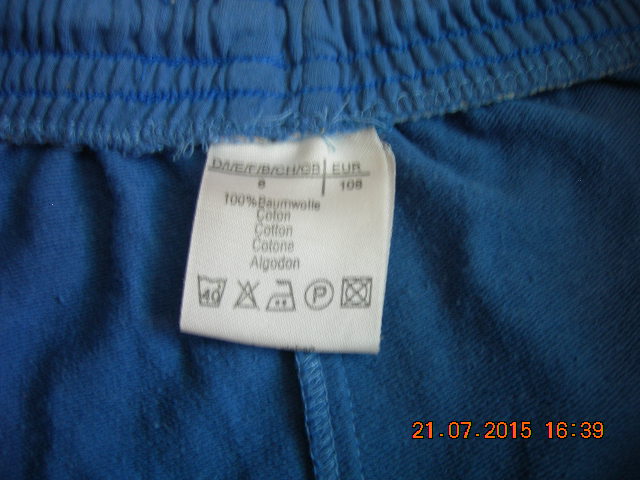 D/A/E/F/B/CH/GB EUR
8 108
100% Baumwolle
Coton
Cotton
Cotone
Algodon
40 P
21.07.2015 16:39